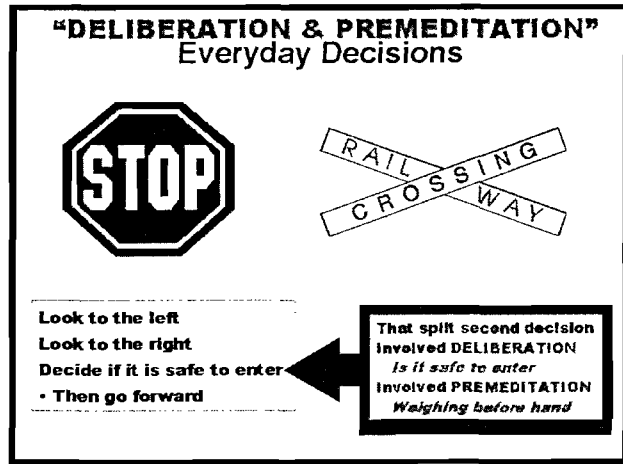 “DELIBERATION & PREMEDITATION”
Everyday Decisions
STOP
RAIL WAY
CROSSING
Look to the left
Look to the right
Decide if it is safe to enter
• Then go forward
That split second decision
Involved DELIBERATION
Is it safe to enter
Involved PREMEDITATION
Weighing before hand